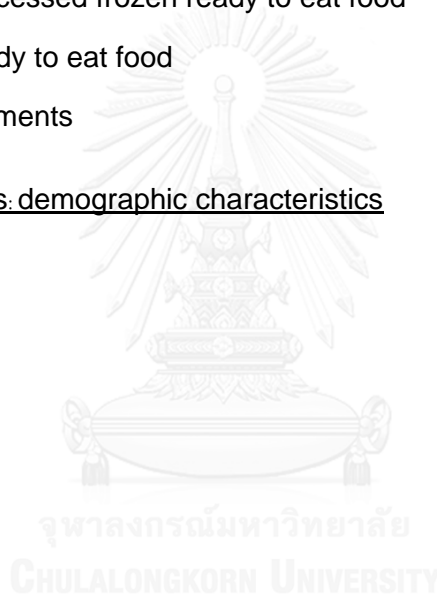 cessed frozen ready to eat food
dy to eat food
ments
s: demographic characteristics
จุฬาลงกรณ์มหาวิทยาลัย
CHULALONGKORN UNIVERSITY